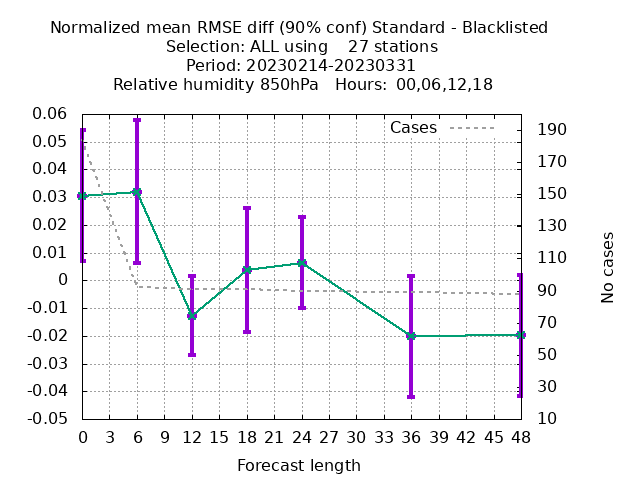 Normalized mean RMSE diff (90% conf) Standard - Blacklisted
Selection: ALL using    27 stations
Period: 20230214-20230331
Relative humidity 850hPa   Hours:  00,06,12,18
Cases
0.06
0.05
0.04
0.03
0.02
0.01
0
-0.01
-0.02
-0.03
-0.04
-0.05
190
170
150
130
110
90
70
50
30
10
No cases
0 3 6 9 12 15 18 21 24 27 30 33 36 39 42 45 48
Forecast length